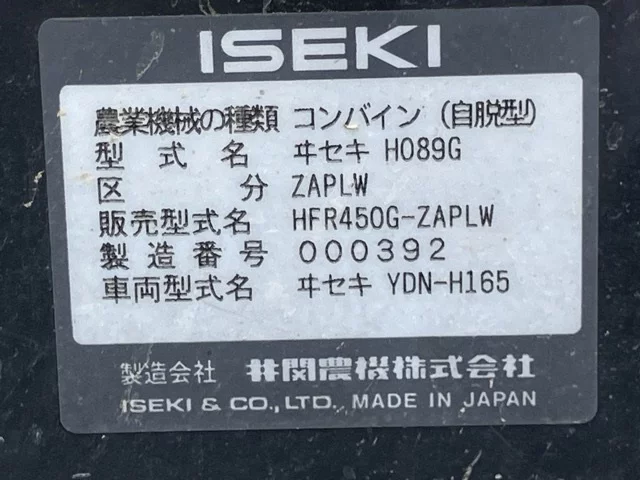 ISEKI
農業機械の種類 コンバイン (自脱型)
型式名 ヰセキ H089G
区分 ZAPLW
販売型式名 HFR450G-ZAPLW
製造番号 000392
車両型式名 ヰセキ YDN-H165
製造会社 井関農機株式会社
ISEKI & CO.,LTD. MADE IN JAPAN